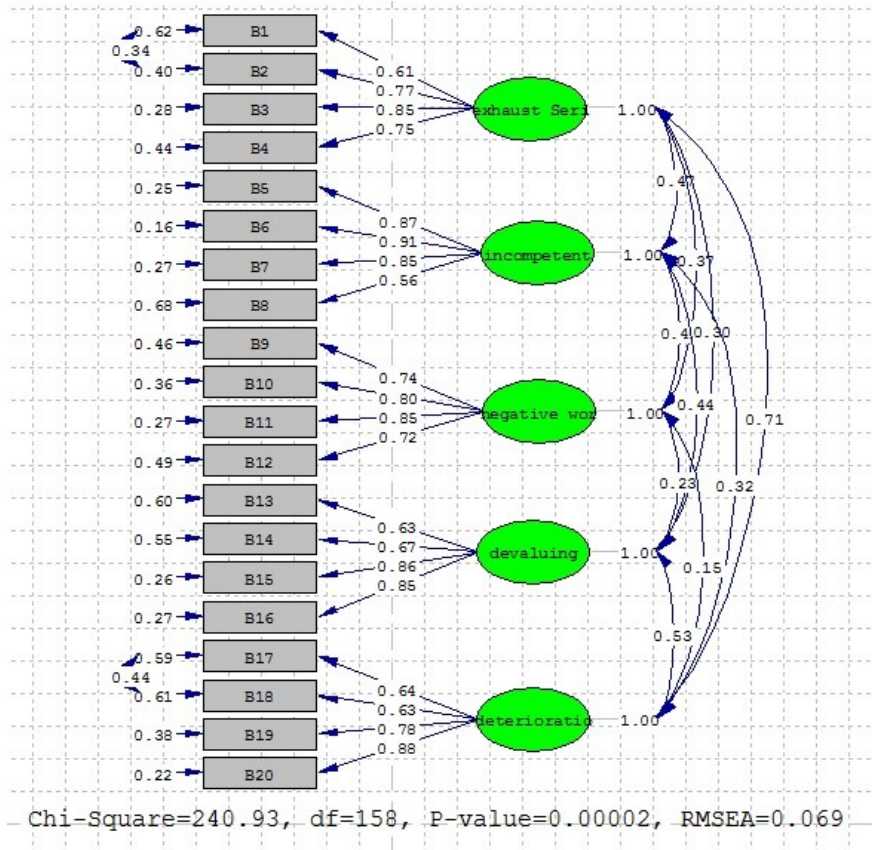 0.62 B1
0.34
0.40 B2
0.28 B3
0.44 B4
0.61
0.77
0.85
0.75
exhaust Seri 1.00
0.25 B5
0.16 B6
0.27 B7
0.68 B8
0.87
0.91
0.85
0.56
incompetent 1.00
0.46 B9
0.36 B10
0.27 B11
0.49 B12
0.74
0.80
0.85
0.72
negative wor 1.00
0.60 B13
0.55 B14
0.26 B15
0.27 B16
0.63
0.67
0.86
0.85
devaluing 1.00
0.59 B17
0.44
0.61 B18
0.38 B19
0.22 B20
0.64
0.63
0.78
0.88
deterioratio 1.00
0.47
0.37
0.30
0.44
0.71
0.23
0.32
0.15
0.53
Chi-Square=240.93, df=158, P-value=0.00002, RMSEA=0.069